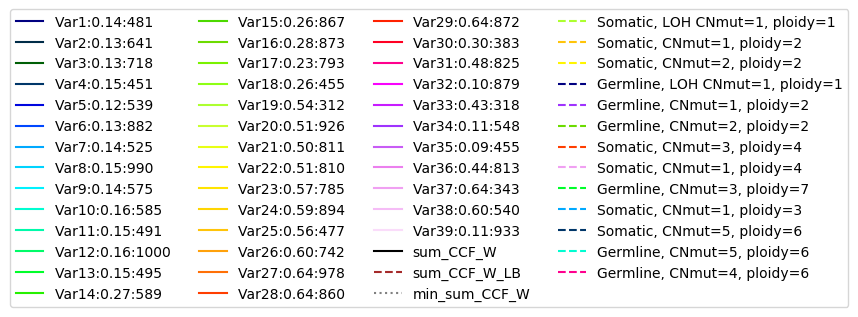 Var1:0.14:481
Var2:0.13:641
Var3:0.13:718
Var4:0.15:451
Var5:0.12:539
Var6:0.13:882
Var7:0.14:525
Var8:0.15:990
Var9:0.14:575
Var10:0.16:585
Var11:0.15:491
Var12:0.16:1000
Var13:0.15:495
Var14:0.27:589
Var15:0.26:867
Var16:0.28:873
Var17:0.23:793
Var18:0.26:455
Var19:0.54:312
Var20:0.51:926
Var21:0.50:811
Var22:0.51:810
Var23:0.57:785
Var24:0.59:894
Var25:0.56:477
Var26:0.60:742
Var27:0.64:978
Var28:0.64:860
Var29:0.64:872
Var30:0.30:383
Var31:0.48:825
Var32:0.10:879
Var33:0.43:318
Var34:0.11:548
Var35:0.09:455
Var36:0.44:813
Var37:0.64:343
Var38:0.60:540
Var39:0.11:933
sum_CCF_W
sum_CCF_W_LB
min_sum_CCF_W
Somatic, LOH CNmut=1, ploidy=1
Somatic, CNmut=1, ploidy=2
Somatic, CNmut=2, ploidy=2
Germline, LOH CNmut=1, ploidy=1
Germline, CNmut=1, ploidy=2
Germline, CNmut=2, ploidy=2
Somatic, CNmut=3, ploidy=4
Somatic, CNmut=1, ploidy=4
Germline, CNmut=3, ploidy=7
Somatic, CNmut=1, ploidy=3
Somatic, CNmut=5, ploidy=6
Germline, CNmut=5, ploidy=6
Germline, CNmut=4, ploidy=6